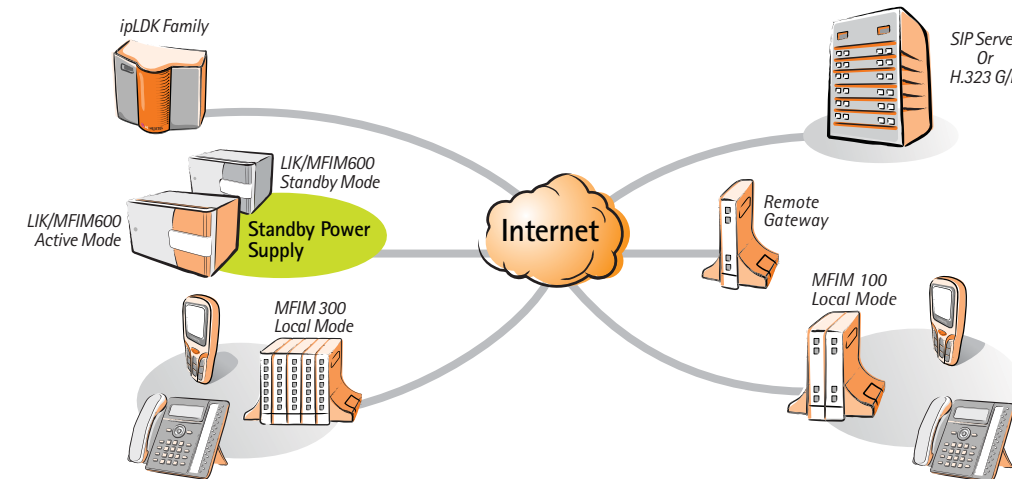 ipLDK Family
SIP Serve
Or
H.323 G/
LIK/MFIM600
Standby Mode
LIK/MFIM600
Active Mode
Standby Power
Supply
Internet
Remote
Gateway
MFIM 300
Local Mode
MFIM 100
Local Mode